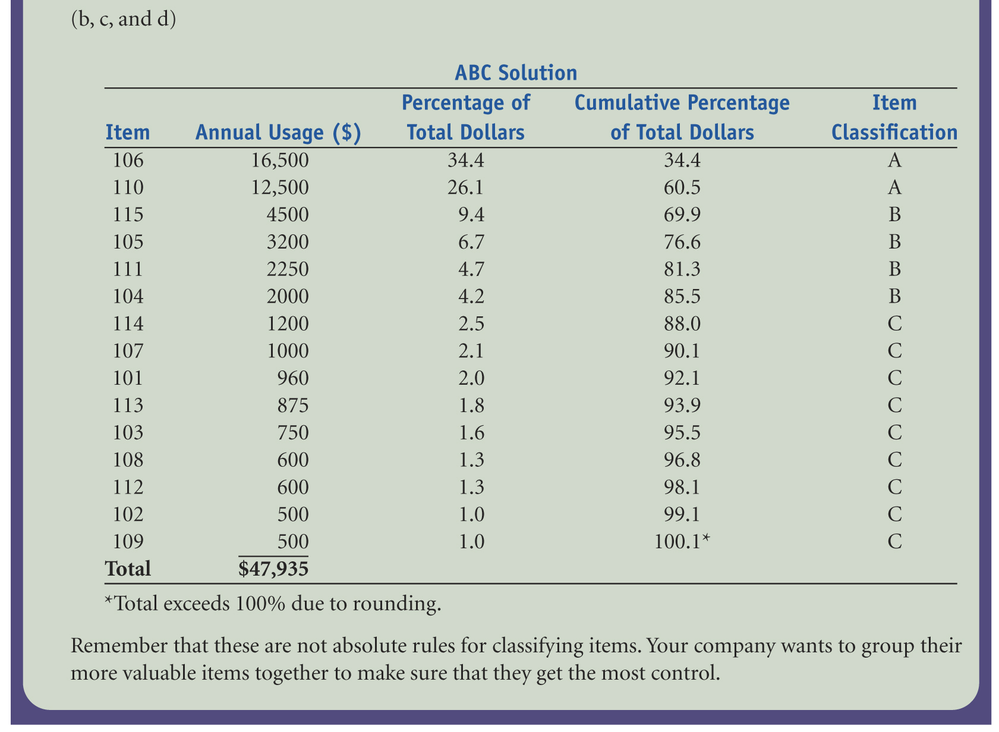 (b, c, and d)
ABC Solution
Percentage of Cumulative Percentage Item
Item Annual Usage ($) Total Dollars of Total Dollars Classification
106 16,500 34.4 34.4 A
110 12,500 26.1 60.5 A
115 4500 9.4 69.9 B
105 3200 6.7 76.6 B
111 2250 4.7 81.3 B
104 2000 4.2 85.5 B
114 1200 2.5 88.0 C
107 1000 2.1 90.1 C
101 960 2.0 92.1 C
113 875 1.8 93.9 C
103 750 1.6 95.5 C
108 600 1.3 96.8 C
112 600 1.3 98.1 C
102 500 1.0 99.1 C
109 500 1.0 100.1* C
Total $47,935
*Total exceeds 100% due to rounding.
Remember that these are not absolute rules for classifying items. Your company wants to group their
more valuable items together to make sure that they get the most control.